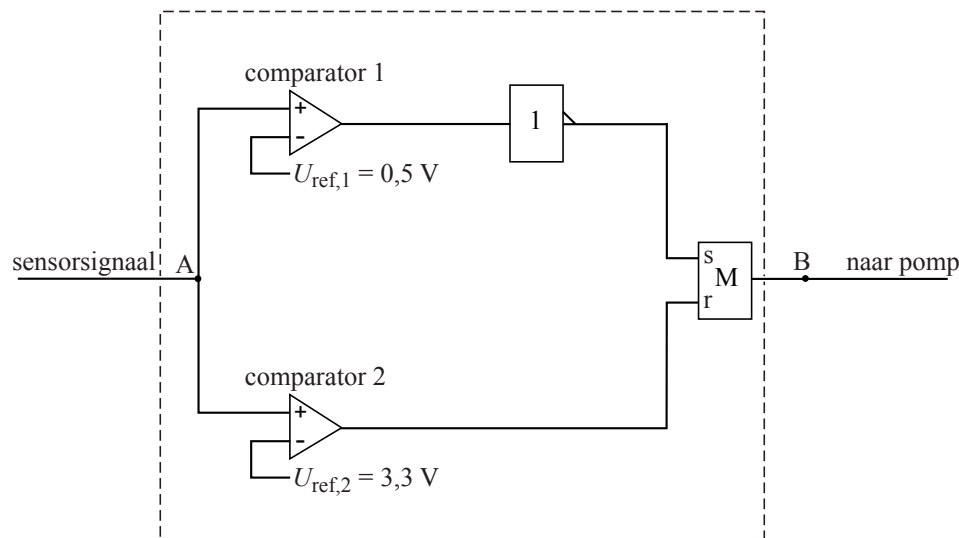 comparator 1
+
-
Uref,1 = 0,5 V
1
sensorsignaal
A
s
M
r
B
naar pomp
comparator 2
+
-
Uref,2 = 3,3 V